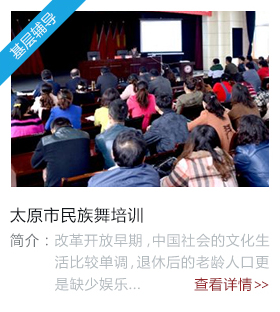 基层辅导
太原市民族舞培训
简介：改革开放早期，中国社会的文化生
活比较单调，退休后的老龄人口更
是缺少娱乐...　查看详情>>